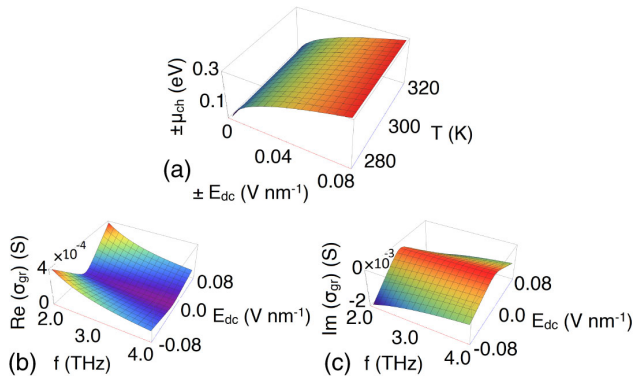 ±μch (eV)
0.3
0.1
0
0.04
0.08
± Edc (V nm⁻¹)
280
300
320
T (K)
(a)
Re (σgr) (S)
×10⁻⁴
4
0
2.0
3.0
4.0
f (THz)
-0.08
0.0
0.08
Edc (V nm⁻¹)
(b)
Im (σgr) (S)
×10⁻³
0
-2
2.0
3.0
4.0
f (THz)
-0.08
0.0
0.08
Edc (V nm⁻¹)
(c)